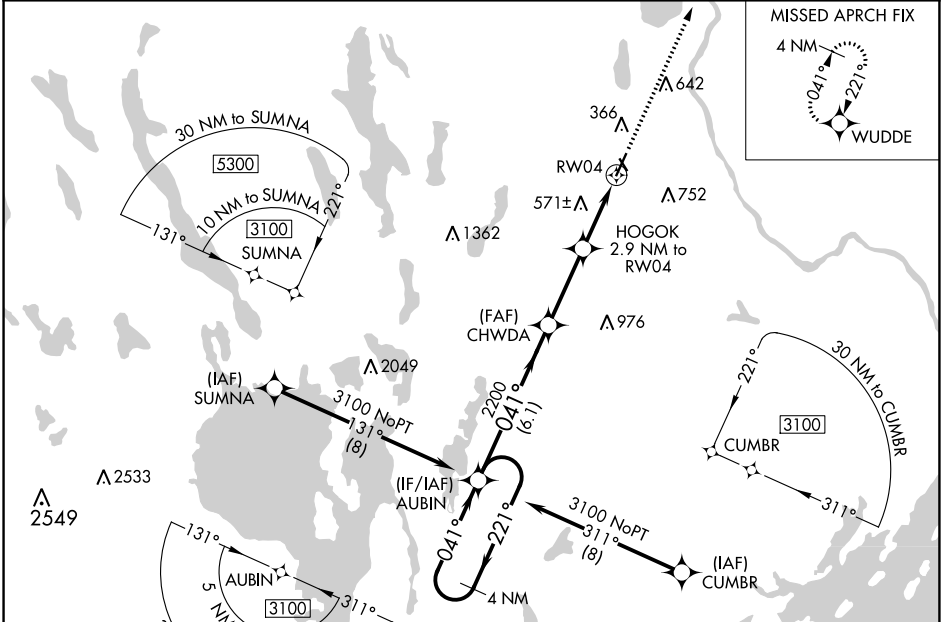 MISSED APRCH FIX
4 NM
041°
221°
WUDDE
642
366
RW04
752
571±
HOGOK
2.9 NM to
RW04
1362
30 NM to SUMNA
5300
10 NM to SUMNA
3100
221°
131°
SUMNA
(FAF)
CHWDA
976
2200
041°
(6.1)
2049
(IAF)
SUMNA
3100 NoPT
131°
(8)
(IF/IAF)
AUBIN
30 NM to CUMBR
221°
3100
CUMBR
311°
2533
2549
041°
221°
4 NM
3100 NoPT
311°
(8)
(IAF)
CUMBR
131°
AUBIN
5 NM
3100
311°